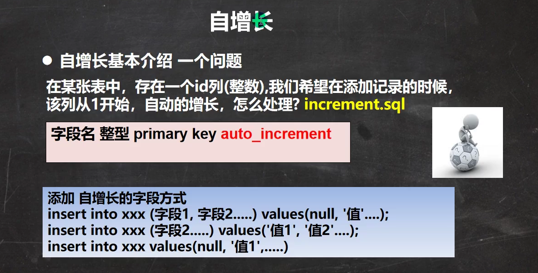 自增长
● 自增长基本介绍 一个问题
在某张表中，存在一个id列(整数),我们希望在添加记录的时候，
该列从1开始，自动的增长，怎么处理? increment.sql
字段名 整型 primary key auto_increment
添加 自增长的字段方式
insert into xxx (字段1, 字段2.....) values(null, '值'....);
insert into xxx (字段2.....) values('值1', '值2'....);
insert into xxx values(null, '值1',.....)